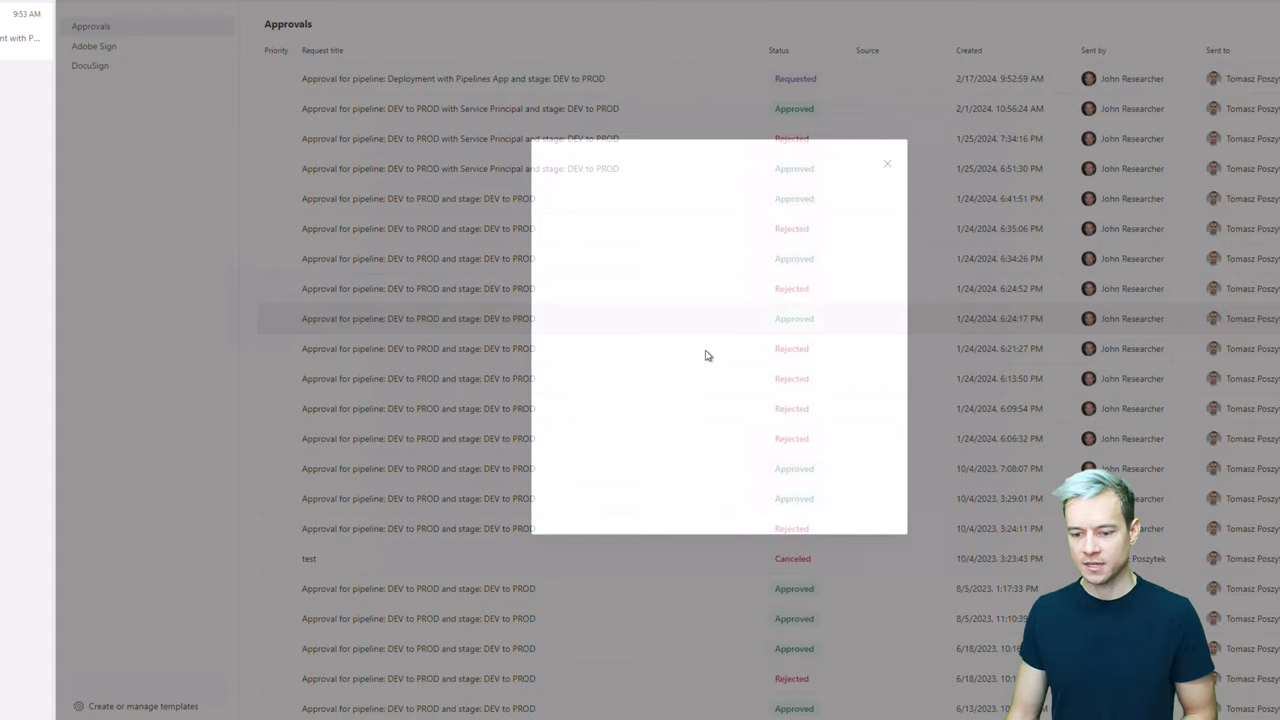 9:53 AM
nt with P...
Approvals
Adobe Sign
DocuSign
Create or manage templates
Approvals
Priority Request title Status Source Created Sent by Sent to
Approval for pipeline: Deployment with Pipelines App and stage: DEV to PROD Requested 2/17/2024, 9:52:59 AM John Researcher Tomasz Poszy
Approval for pipeline: DEV to PROD with Service Principal and stage: DEV to PROD Approved 2/1/2024, 10:56:24 AM John Researcher Tomasz Poszy
Approval for pipeline: DEV to PROD with Service Principal and stage: DEV to PROD Rejected 1/25/2024, 7:34:16 PM John Researcher Tomasz Poszy
Approval for pipeline: DEV to PROD with Service Principal and stage: DEV to PROD Approved 1/25/2024, 6:51:30 PM John Researcher Tomasz Poszy
Approval for pipeline: DEV to PROD and stage: DEV to PROD Approved 1/24/2024, 6:41:51 PM John Researcher Tomasz Poszy
Approval for pipeline: DEV to PROD and stage: DEV to PROD Rejected 1/24/2024, 6:35:06 PM John Researcher Tomasz Poszy
Approval for pipeline: DEV to PROD and stage: DEV to PROD Approved 1/24/2024, 6:34:26 PM John Researcher Tomasz Poszy
Approval for pipeline: DEV to PROD and stage: DEV to PROD Rejected 1/24/2024, 6:24:52 PM John Researcher Tomasz Poszy
Approval for pipeline: DEV to PROD and stage: DEV to PROD Approved 1/24/2024, 6:24:17 PM John Researcher Tomasz Poszy
Approval for pipeline: DEV to PROD and stage: DEV to PROD Rejected 1/24/2024, 6:21:27 PM John Researcher Tomasz Poszy
Approval for pipeline: DEV to PROD and stage: DEV to PROD Rejected 1/24/2024, 6:13:50 PM John Researcher Tomasz Poszy
Approval for pipeline: DEV to PROD and stage: DEV to PROD Rejected 1/24/2024, 6:09:54 PM John Researcher Tomasz Poszy
Approval for pipeline: DEV to PROD and stage: DEV to PROD Rejected 1/24/2024, 6:06:32 PM John Researcher Tomasz Poszy
Approval for pipeline: DEV to PROD and stage: DEV to PROD Approved 10/4/2023, 7:08:07 PM John Researcher Tomasz Poszy
Approval for pipeline: DEV to PROD and stage: DEV to PROD Approved 10/4/2023, 3:29:01 PM Researcher Tomasz Poszy
Approval for pipeline: DEV to PROD and stage: DEV to PROD Rejected 10/4/2023, 3:24:11 PM Researcher Tomasz Poszy
test Canceled 10/4/2023, 3:23:43 PM Poszytek Tomasz Poszy
Approval for pipeline: DEV to PROD and stage: DEV to PROD Approved 8/5/2023, 1:17:33 PM Tomasz Poszy
Approval for pipeline: DEV to PROD and stage: DEV to PROD Approved 8/5/2023, 11:10:39 Tomasz Poszy
Approval for pipeline: DEV to PROD and stage: DEV to PROD Approved 6/18/2023, 10:16 Tomasz Poszy
Approval for pipeline: DEV to PROD and stage: DEV to PROD Rejected 6/18/2023, 10:1 Tomasz Poszy
Approval for pipeline: DEV to PROD and stage: DEV to PROD Approved 6/13/2023, 10 Tomasz Poszy